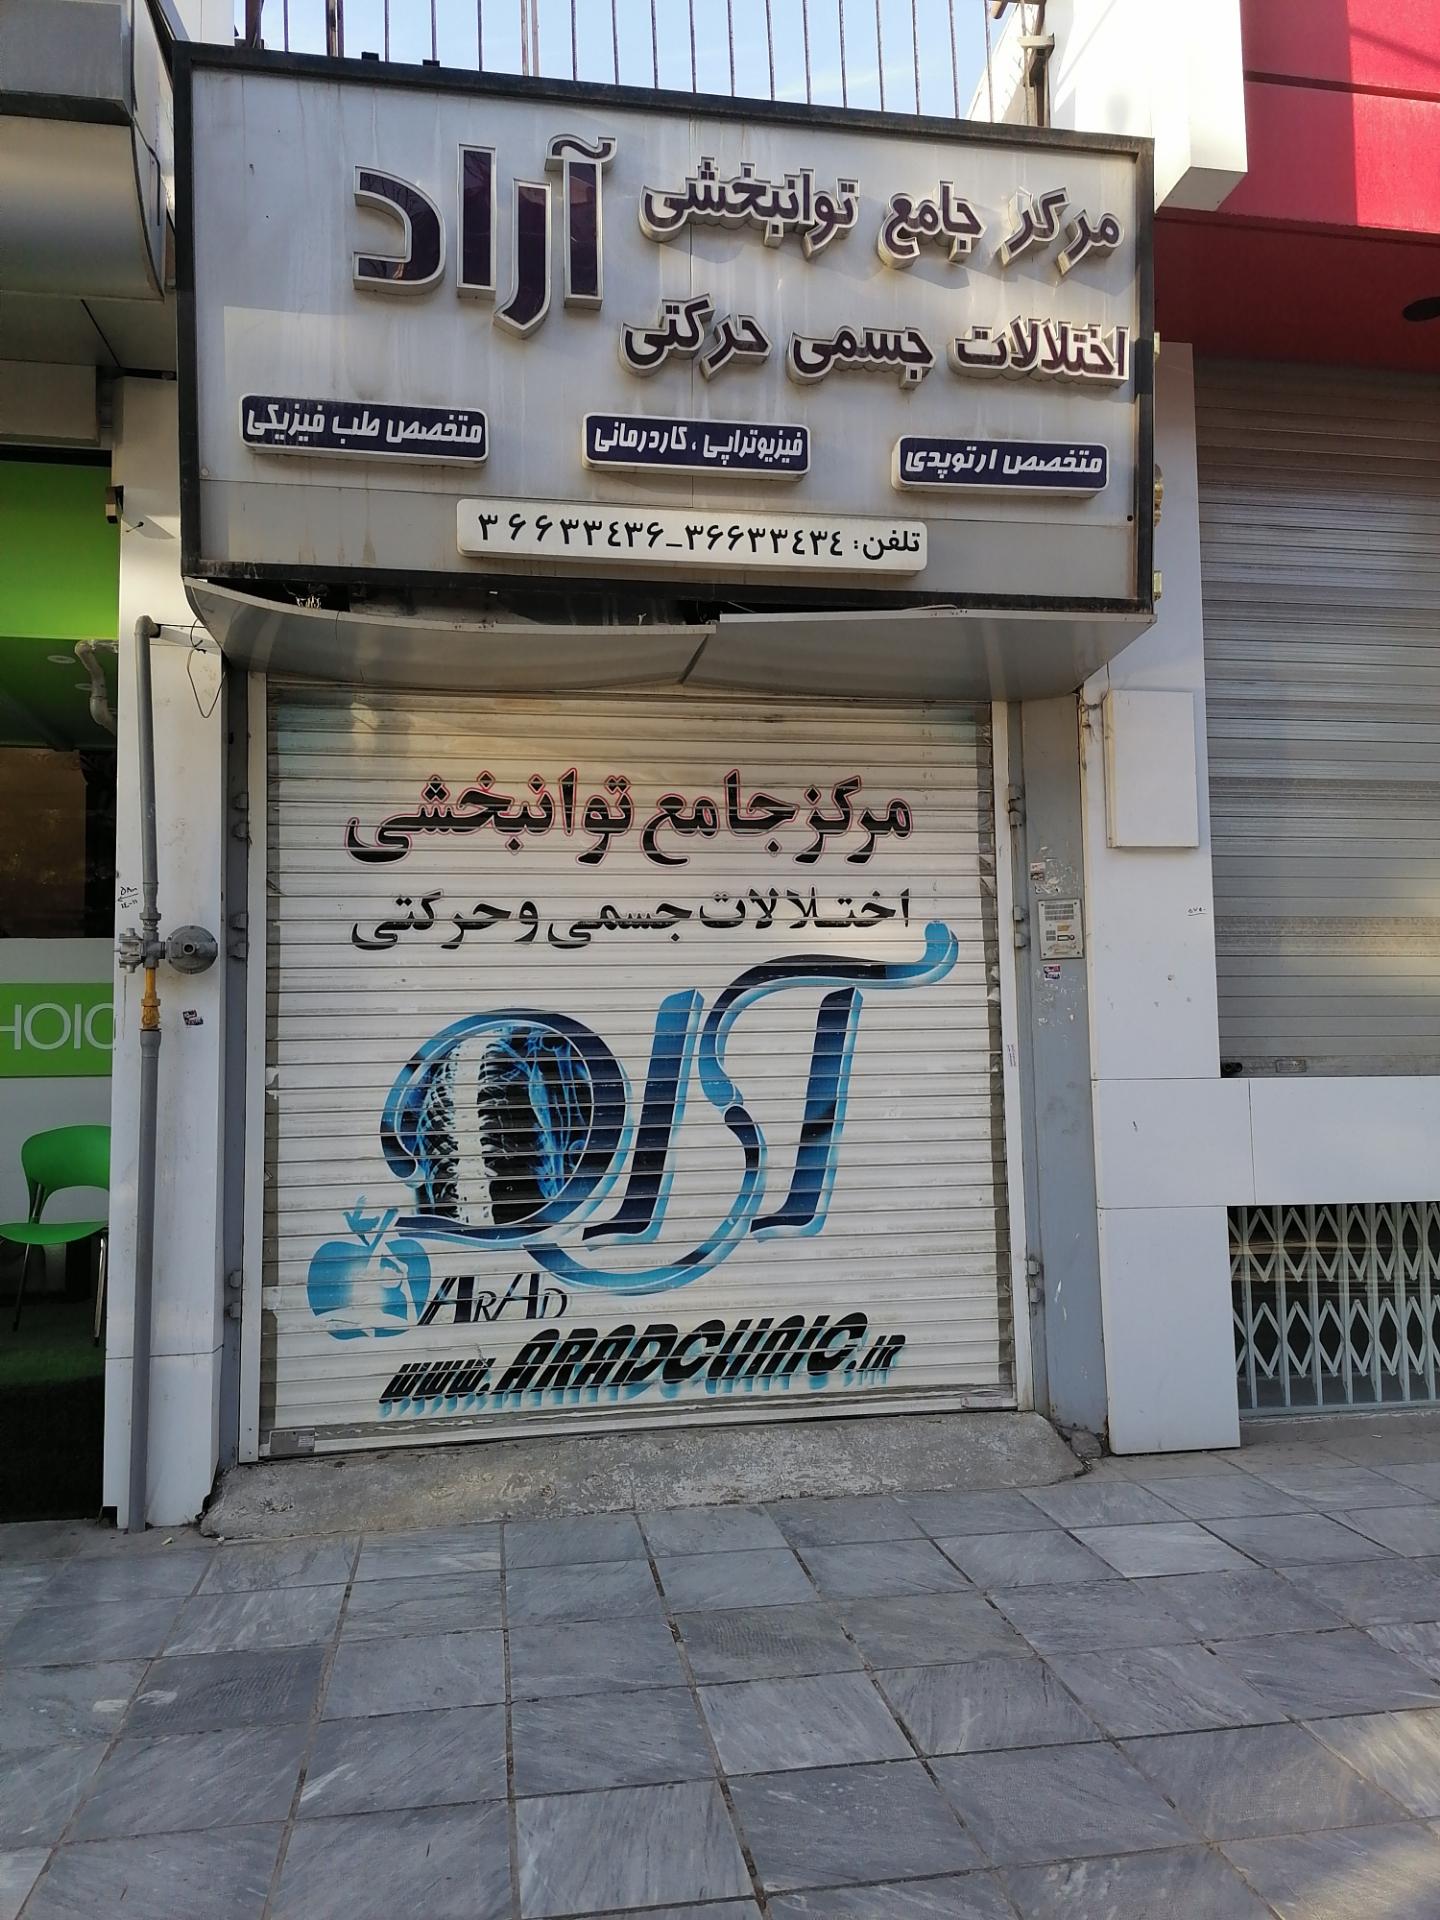 مرکز جامع توانبخشی آراد
اختلالات جسمی حرکتی
متخصص ارتوپدی
فیزیوتراپی ، کاردرمانی
متخصص طب فیزیکی
تلفن: ۳۶۶۳۳۴۳۴_۳۶۶۳۳۴۳۶
مرکز جامع توانبخشی
اختلالات جسمی و حرکتی
آراد
ARAD
www.ARADCLINIC.ir
HOIC